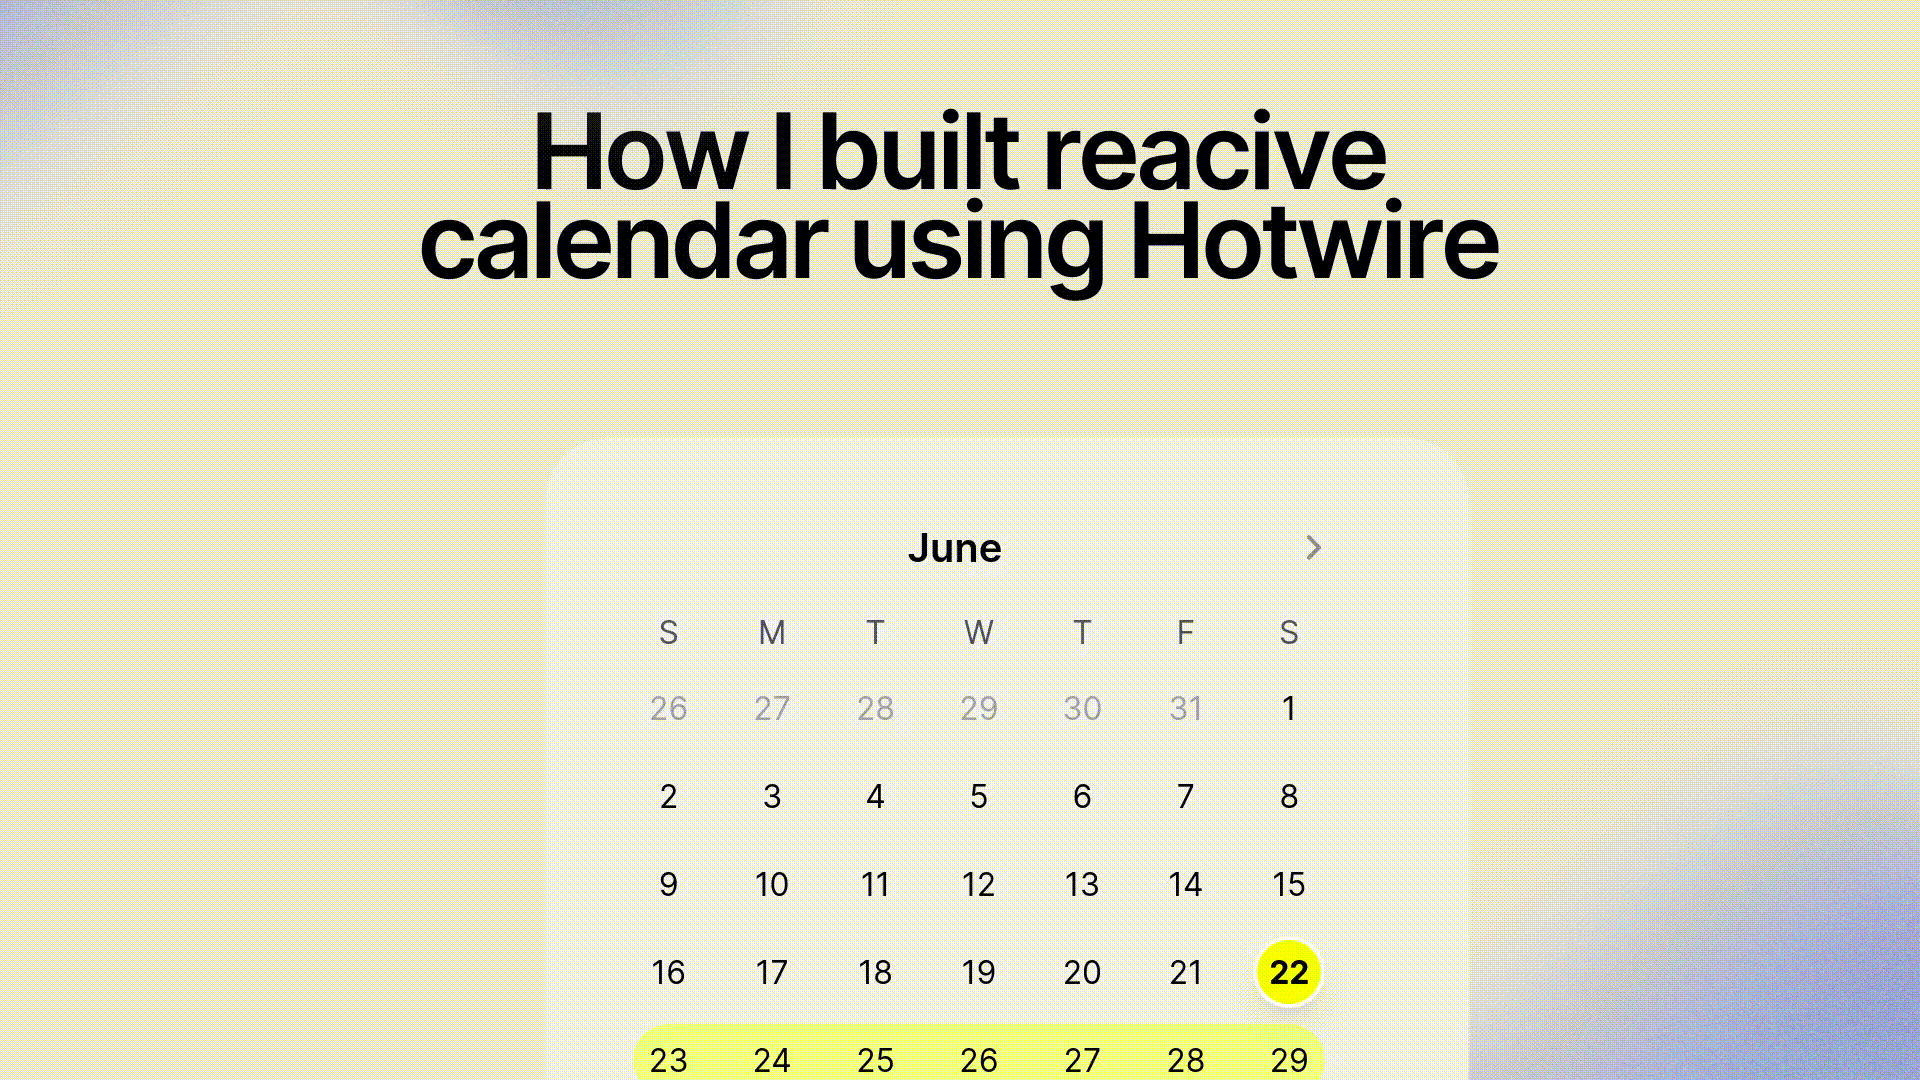 How I built reacive
calendar using Hotwire
June
S M T W T F S
26 27 28 29 30 31 1
2 3 4 5 6 7 8
9 10 11 12 13 14 15
16 17 18 19 20 21 22
23 24 25 26 27 28 29